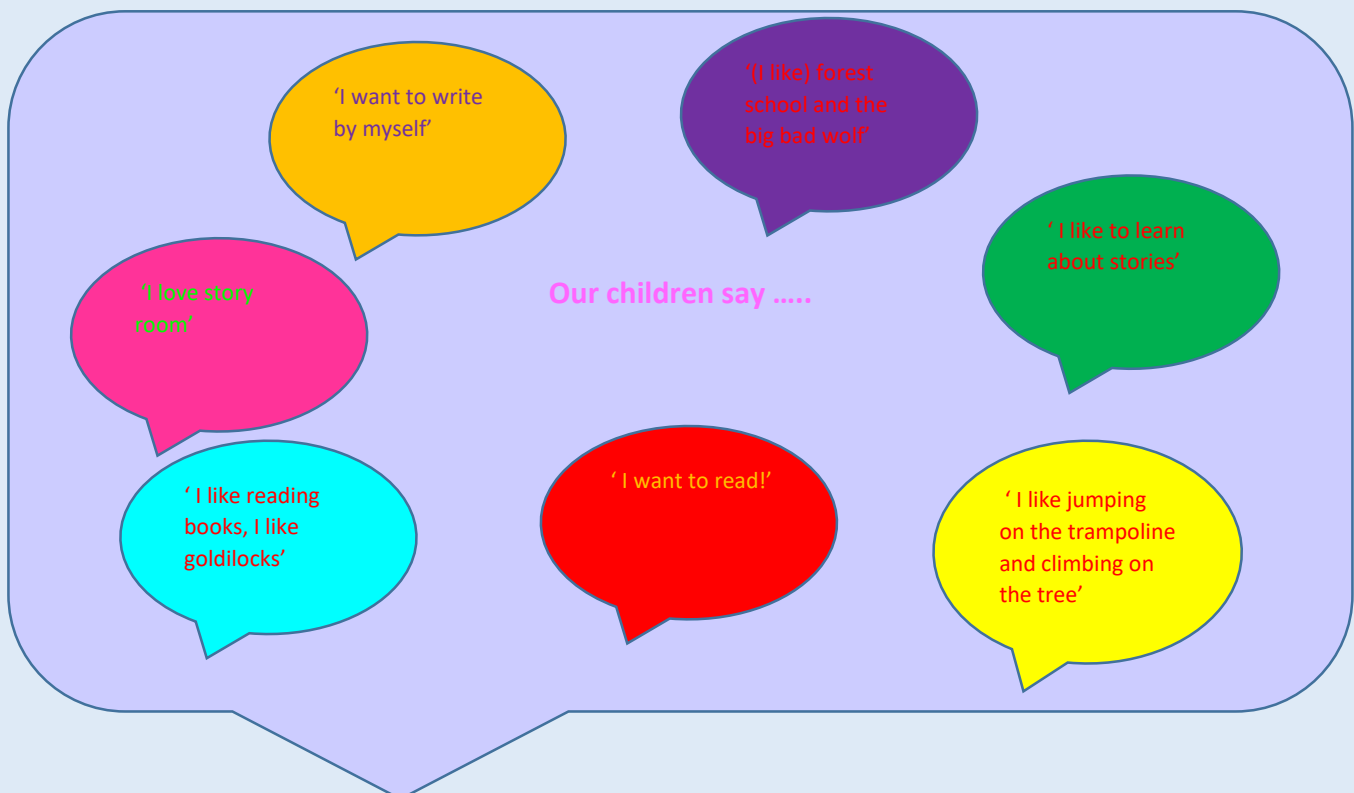 ‘I want to write
by myself’
‘(I like) forest
school and the
big bad wolf’
‘ I like to learn
about stories’
‘I love story
room’
Our children say …..
‘ I like reading
books, I like
goldilocks’
‘ I want to read!’
‘ I like jumping
on the trampoline
and climbing on
the tree’